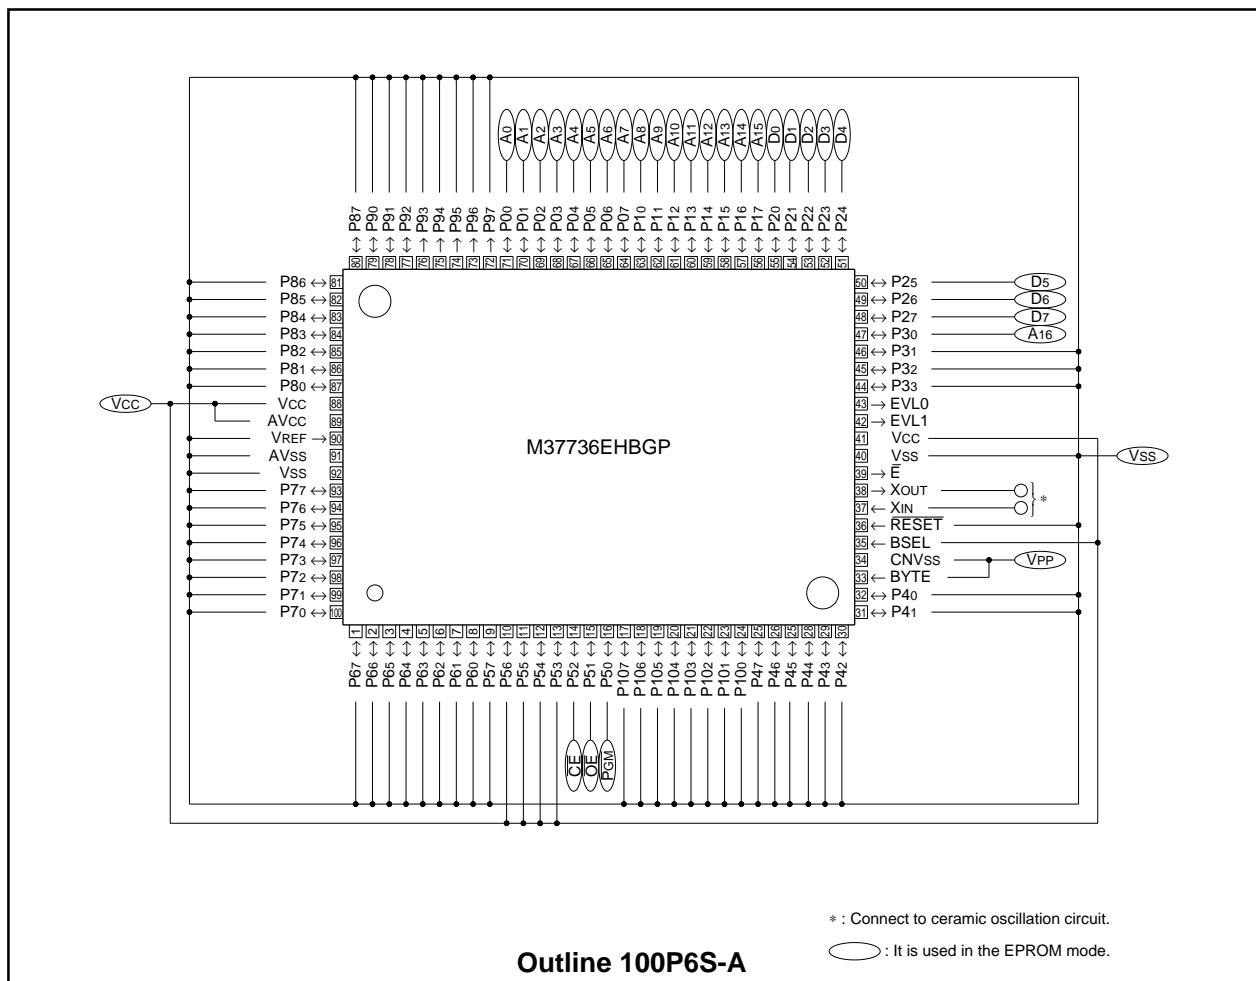 A0 A1 A2 A3 A4 A5 A6 A7 A8 A9 A10 A11 A12 A13 A14 A15 D0 D1 D2 D3 D4
P87 P90 P91 P92 P93 P94 P95 P96 P97 P00 P01 P02 P03 P04 P05 P06 P07 P10 P11 P12 P13 P14 P15 P16 P17 P20 P21 P22 P23 P24
↔ ↔ ↔ ↔ → → → → → ↔ ↔ ↔ ↔ ↔ ↔ ↔ ↔ ↔ ↔ ↔ ↔ ↔ ↔ ↔ ↔ ↔ ↔ ↔ ↔ ↔
80 79 78 77 76 75 74 73 72 71 70 69 68 67 66 65 64 63 62 61 60 59 58 57 56 55 54 53 52 51
P86 ↔ 81
P85 ↔ 82
P84 ↔ 83
P83 ↔ 84
P82 ↔ 85
P81 ↔ 86
P80 ↔ 87
VCC VCC 88
AVCC 89
VREF → 90
AVSS 91
VSS 92
P77 ↔ 93
P76 ↔ 94
P75 ↔ 95
P74 ↔ 96
P73 ↔ 97
P72 ↔ 98
P71 ↔ 99
P70 ↔ 100
M37736EHBGP
50 ↔ P25 D5
49 ↔ P26 D6
48 ↔ P27 D7
47 ↔ P30 A16
46 ↔ P31
45 ↔ P32
44 ↔ P33
43 → EVL0
42 → EVL1
41 VCC
40 VSS VSS
39 → E̅
38 → XOUT
37 ← XIN
*
36 ← R̅E̅S̅E̅T̅
35 ← BSEL
34 CNVSS VPP
33 ← BYTE
32 ↔ P40
31 ↔ P41
1 2 3 4 5 6 7 8 9 10 11 12 13 14 15 16 17 18 19 20 21 22 23 24 25 26 25 28 29 30
↔ ↔ ↔ ↔ ↔ ↔ ↔ ↔ ↔ ↔ ↔ ↔ ↔ ↔ ↔ ↔ ↔ ↔ ↔ ↔ ↔ ↔ ↔ ↔ ↔ ↔ ↔ ↔ ↔ ↔
P67 P66 P65 P64 P63 P62 P61 P60 P57 P56 P55 P54 P53 P52 P51 P50 P107 P106 P105 P104 P103 P102 P101 P100 P47 P46 P45 P44 P43 P42
C̅E̅ O̅E̅ P̅G̅M̅
* : Connect to ceramic oscillation circuit.
: It is used in the EPROM mode.
Outline 100P6S-A